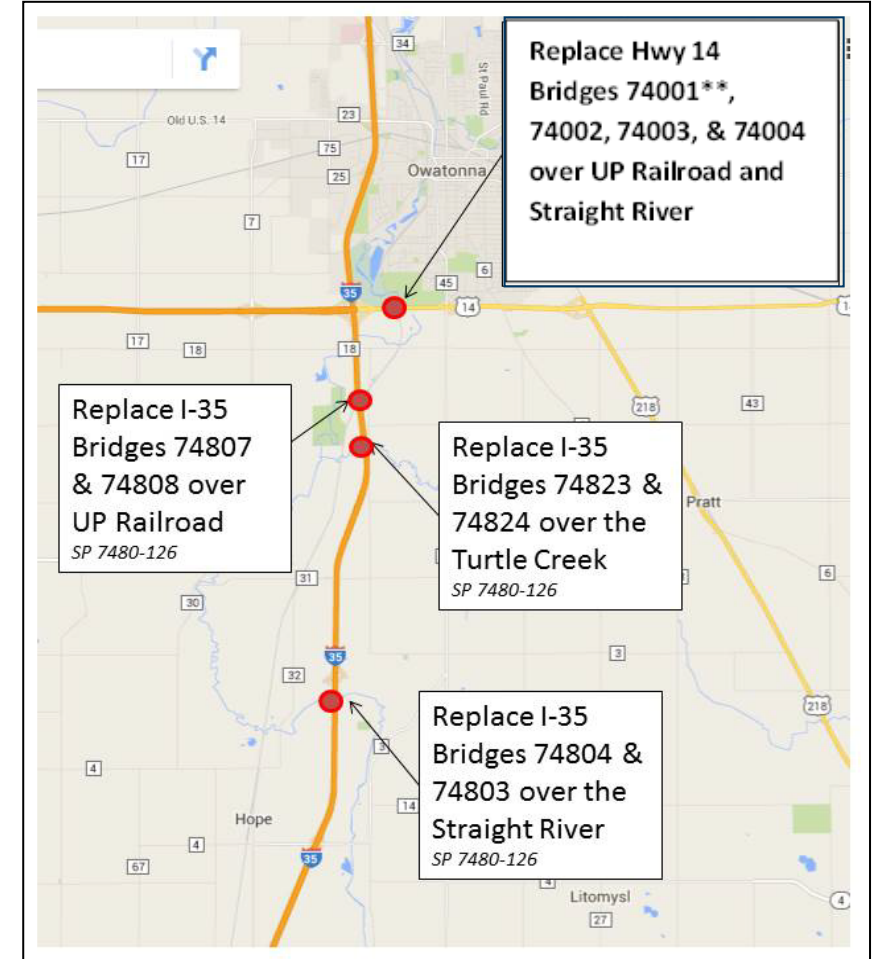 34
Replace Hwy 14
Bridges 74001**,
74002, 74003, & 74004
over UP Railroad and
Straight River
St Paul Rd
Old U.S. 14
23
75
17
25
Owatonna
7
6
45
35
14
17
18
18
218
43
Replace I-35
Bridges 74807
& 74808 over
UP Railroad
SP 7480-126
Replace I-35
Bridges 74823 &
74824 over the
Turtle Creek
SP 7480-126
Pratt
31
6
30
3
35
32
218
Replace I-35
Bridges 74804 &
74803 over the
Straight River
SP 7480-126
3
4
14
Hope
4
35
67
4
Litomysl
4
27